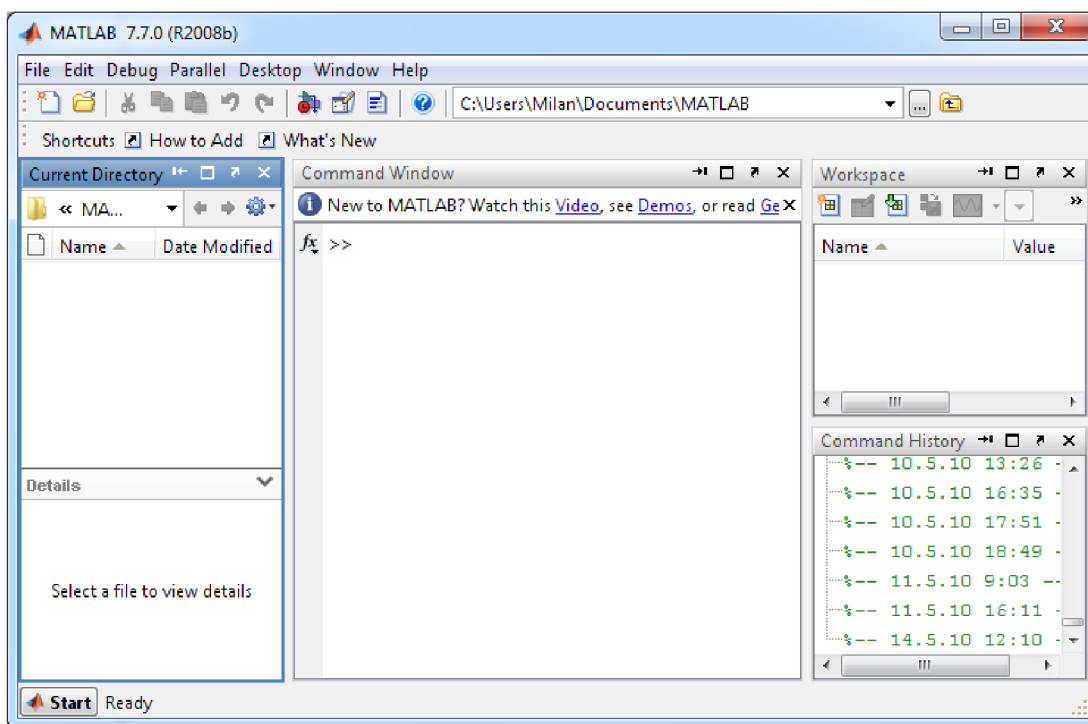 MATLAB 7.7.0 (R2008b)
File Edit Debug Parallel Desktop Window Help
C:\Users\Milan\Documents\MATLAB ...
Shortcuts How to Add What's New
Current Directory
« MA...
Name Date Modified
Details
Select a file to view details
Command Window
New to MATLAB? Watch this Video, see Demos, or read Ge
fx >>
Workspace
»
Name Value
Command History
%-- 10.5.10 13:26 -
%-- 10.5.10 16:35 -
%-- 10.5.10 17:51 -
%-- 10.5.10 18:49 -
%-- 11.5.10 9:03 --
%-- 11.5.10 16:11 -
%-- 14.5.10 12:10 -
Start Ready